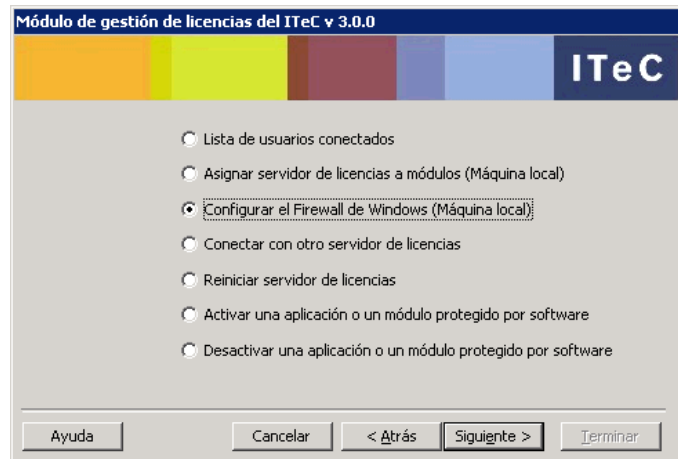 Módulo de gestión de licencias del ITeC v 3.0.0
ITeC
Lista de usuarios conectados
Asignar servidor de licencias a módulos (Máquina local)
Configurar el Firewall de Windows (Máquina local)
Conectar con otro servidor de licencias
Reiniciar servidor de licencias
Activar una aplicación o un módulo protegido por software
Desactivar una aplicación o un módulo protegido por software
Ayuda Cancelar < Atrás Siguiente > Terminar